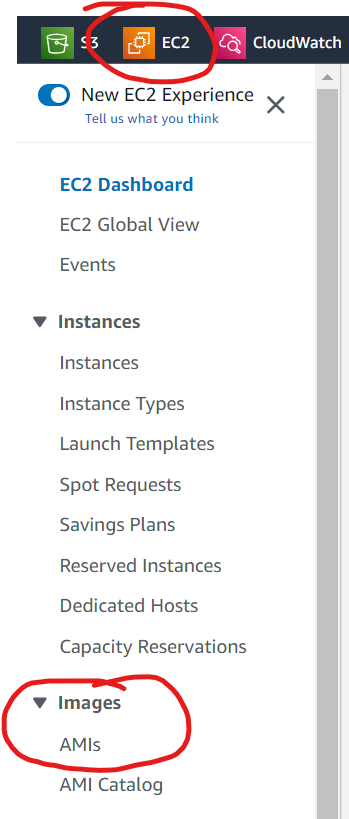 S3 EC2 CloudWatch
New EC2 Experience
Tell us what you think
EC2 Dashboard
EC2 Global View
Events
Instances
Instances
Instance Types
Launch Templates
Spot Requests
Savings Plans
Reserved Instances
Dedicated Hosts
Capacity Reservations
Images
AMIs
AMI Catalog